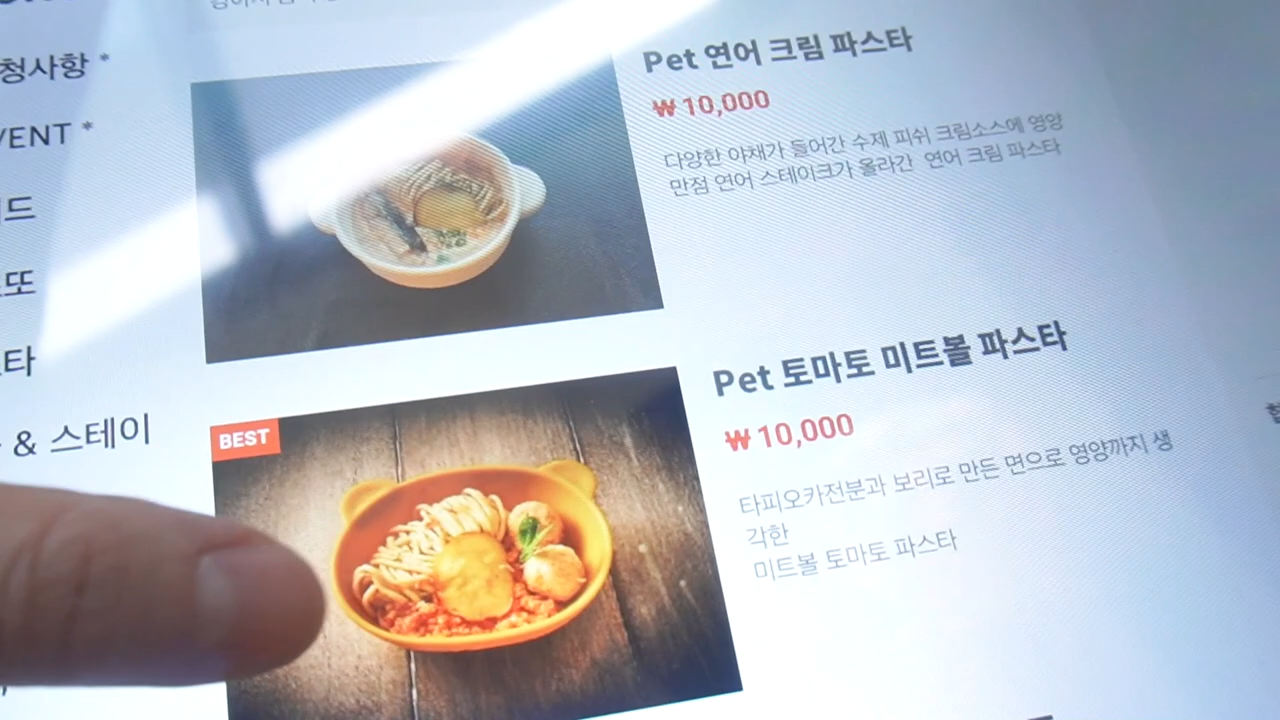 청사항 *
VENT *
드
또
타
& 스테이
Pet 연어 크림 파스타
₩ 10,000
다양한 야채가 들어간 수제 피쉬 크림소스에 영양
만점 연어 스테이크가 올라간 연어 크림 파스타
BEST
Pet 토마토 미트볼 파스타
₩ 10,000
타피오카전분과 보리로 만든 면으로 영양까지 생
각한
미트볼 토마토 파스타